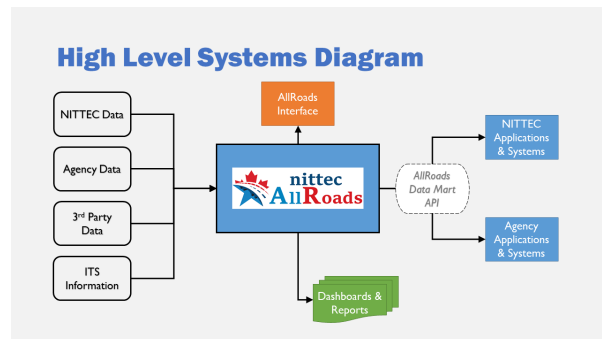 High Level Systems Diagram
NITTEC Data
Agency Data
3rd Party
Data
ITS
Information
AllRoads
Interface
nittec
AllRoads
Dashboards &
Reports
AllRoads
Data Mart
API
NITTEC
Applications
& Systems
Agency
Applications
& Systems